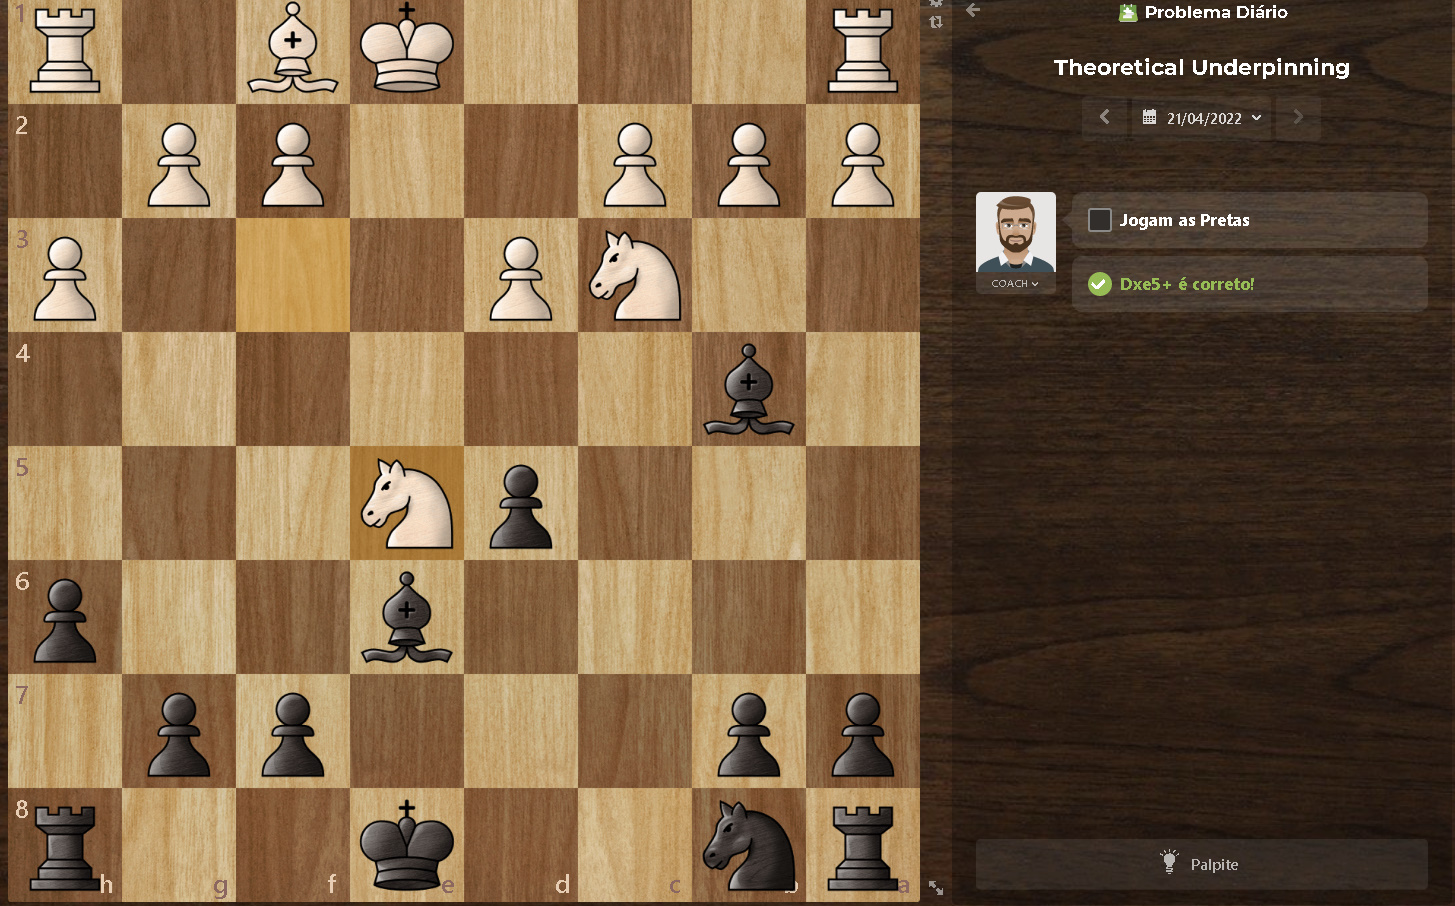 Problema Diário
Theoretical Underpinning
21/04/2022
COACH
Jogam as Pretas
Dxe5+ é correto!
Palpite
1
2
3
4
5
6
7
8
h
g
f
e
d
c
b
a